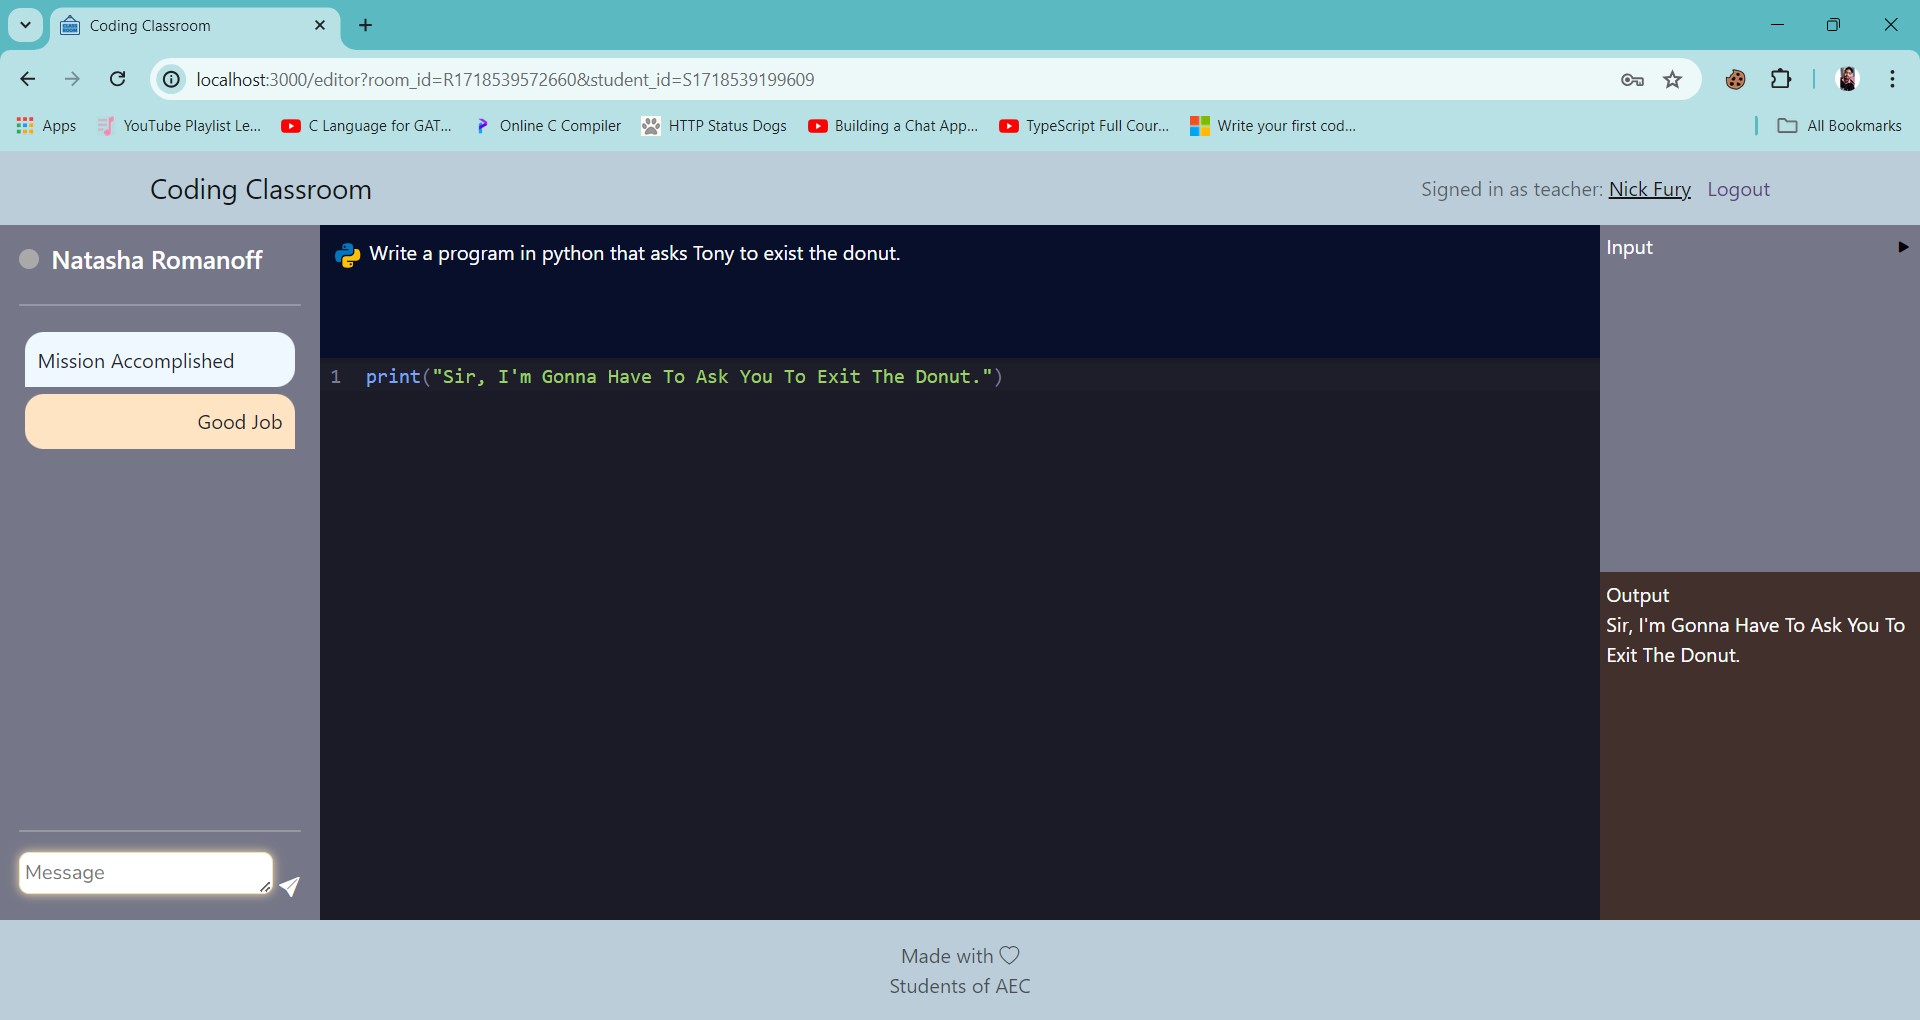 Coding Classroom
localhost:3000/editor?room_id=R1718539572660&student_id=S1718539199609
Apps
YouTube Playlist Le...
C Language for GAT...
Online C Compiler
HTTP Status Dogs
Building a Chat App...
TypeScript Full Cour...
Write your first cod...
All Bookmarks
Coding Classroom
Signed in as teacher: Nick Fury Logout
Natasha Romanoff
Mission Accomplished
Good Job
Message
Write a program in python that asks Tony to exist the donut.
1 print("Sir, I'm Gonna Have To Ask You To Exit The Donut.")
Input
Output
Sir, I'm Gonna Have To Ask You To
Exit The Donut.
Made with
Students of AEC